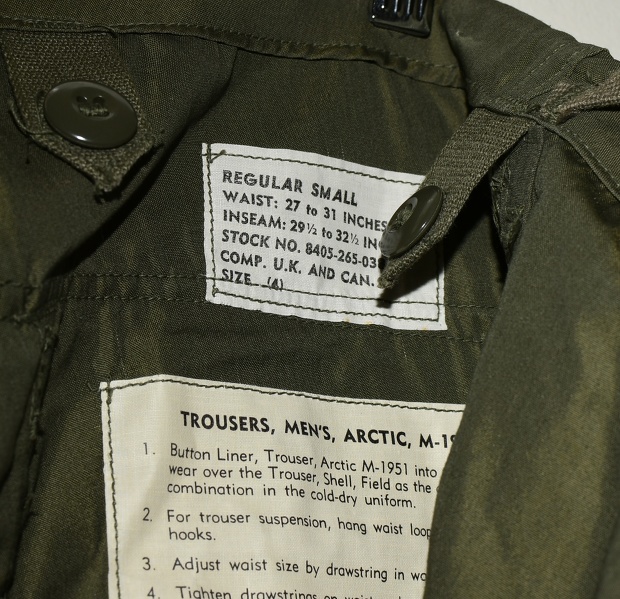 REGULAR SMALL
WAIST: 27 to 31 INCHES
INSEAM: 29½ to 32½ IN
STOCK NO. 8405-265-03
COMP. U.K. AND CAN.
SIZE (4)
TROUSERS, MEN'S, ARCTIC, M-19
1. Button Liner, Trouser, Arctic M-1951 into
wear over the Trouser, Shell, Field as the
combination in the cold-dry uniform.
2. For trouser suspension, hang waist loop
hooks.
3. Adjust waist size by drawstring in wa
4. Tighten drawstrings on